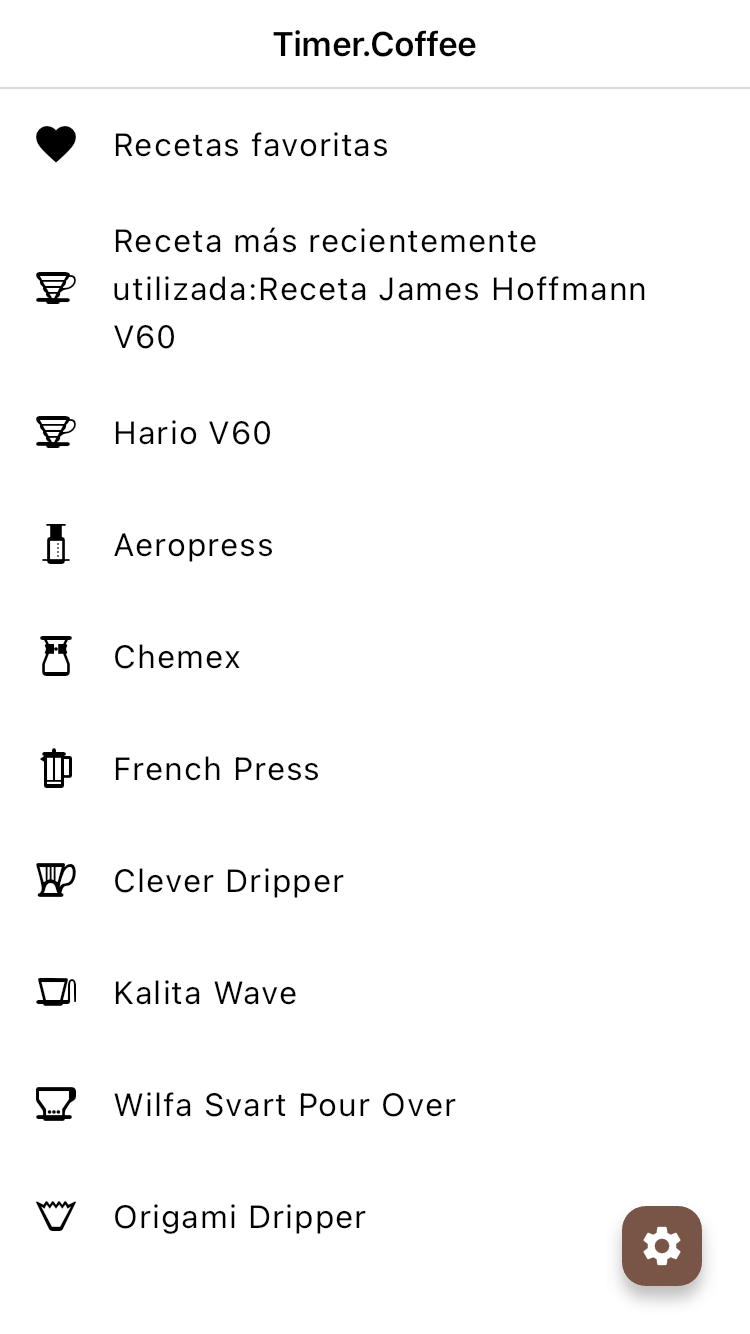 Timer.Coffee
Recetas favoritas
Receta más recientemente
utilizada:Receta James Hoffmann
V60
Hario V60
Aeropress
Chemex
French Press
Clever Dripper
Kalita Wave
Wilfa Svart Pour Over
Origami Dripper